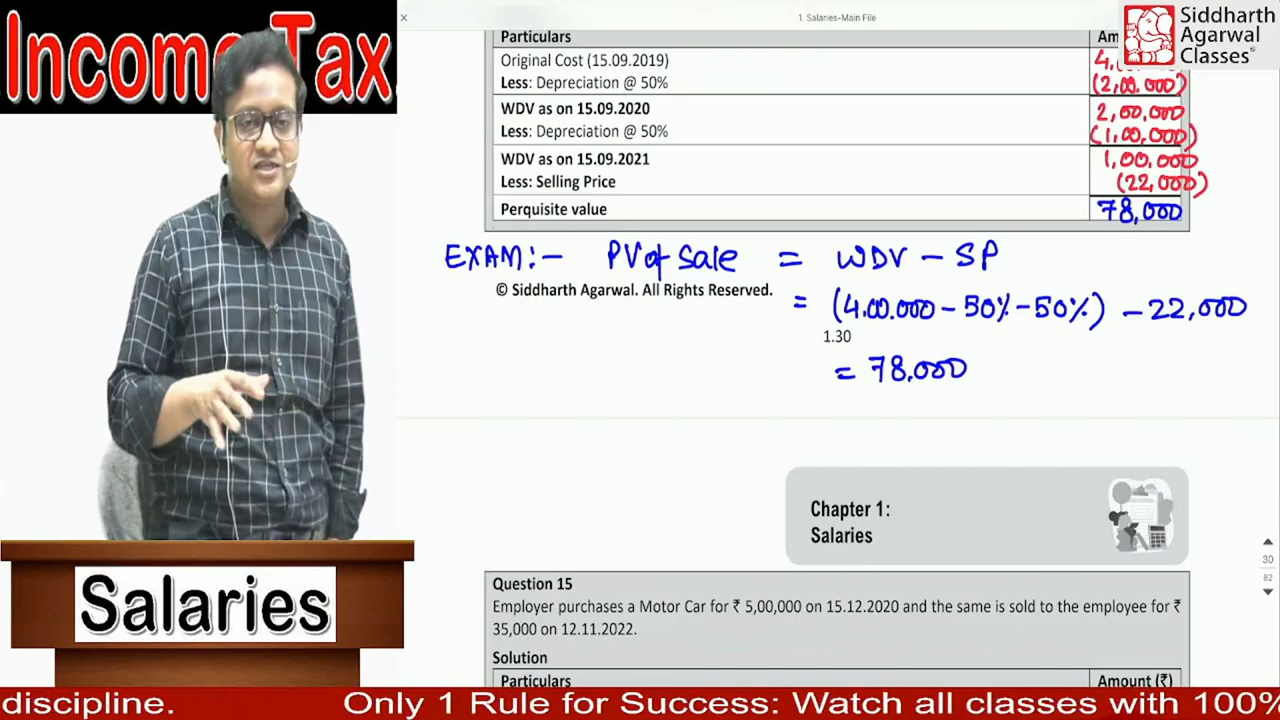 Income Tax
1. Salaries-Main File
Siddharth
Agarwal
Classes
Particulars
Original Cost (15.09.2019)
Less: Depreciation @ 50% (2,00,000)
WDV as on 15.09.2020 2,00,000
Less: Depreciation @ 50% (1,00,000)
WDV as on 15.09.2021 1,00,000
Less: Selling Price (22,000)
Perquisite value 78,000
EXAM:- PV of Sale = WDV - SP
© Siddharth Agarwal. All Rights Reserved.
= (4,00,000 - 50% - 50%) - 22,000
1.30
= 78,000
Chapter 1:
Salaries
30
82
Question 15
Employer purchases a Motor Car for ₹ 5,00,000 on 15.12.2020 and the same is sold to the employee for ₹
35,000 on 12.11.2022.
Solution
Particulars Amount (₹)
Salaries
discipline. Only 1 Rule for Success: Watch all classes with 100%